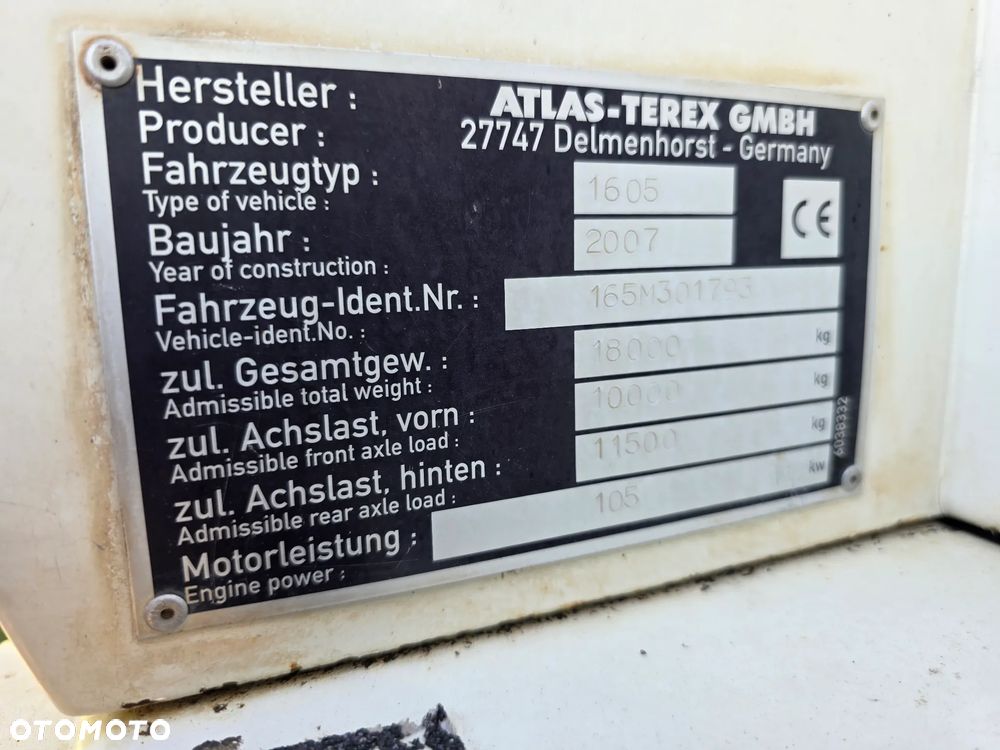 Hersteller : ATLAS-TEREX GMBH
Producer : 27747 Delmenhorst - Germany
Fahrzeugtyp : 1605
Type of vehicle :
CE
Baujahr : 2007
Year of construction :
Fahrzeug-Ident.Nr. : 165M301793
Vehicle-ident.No. :
zul. Gesamtgew. : 18000 kg
Admissible total weight :
zul. Achslast, vorn : 10000 kg
Admissible front axle load :
zul. Achslast, hinten : 11500 kg
Admissible rear axle load :
Motorleistung : 105 kw
Engine power :
6038332
OTOMOTO